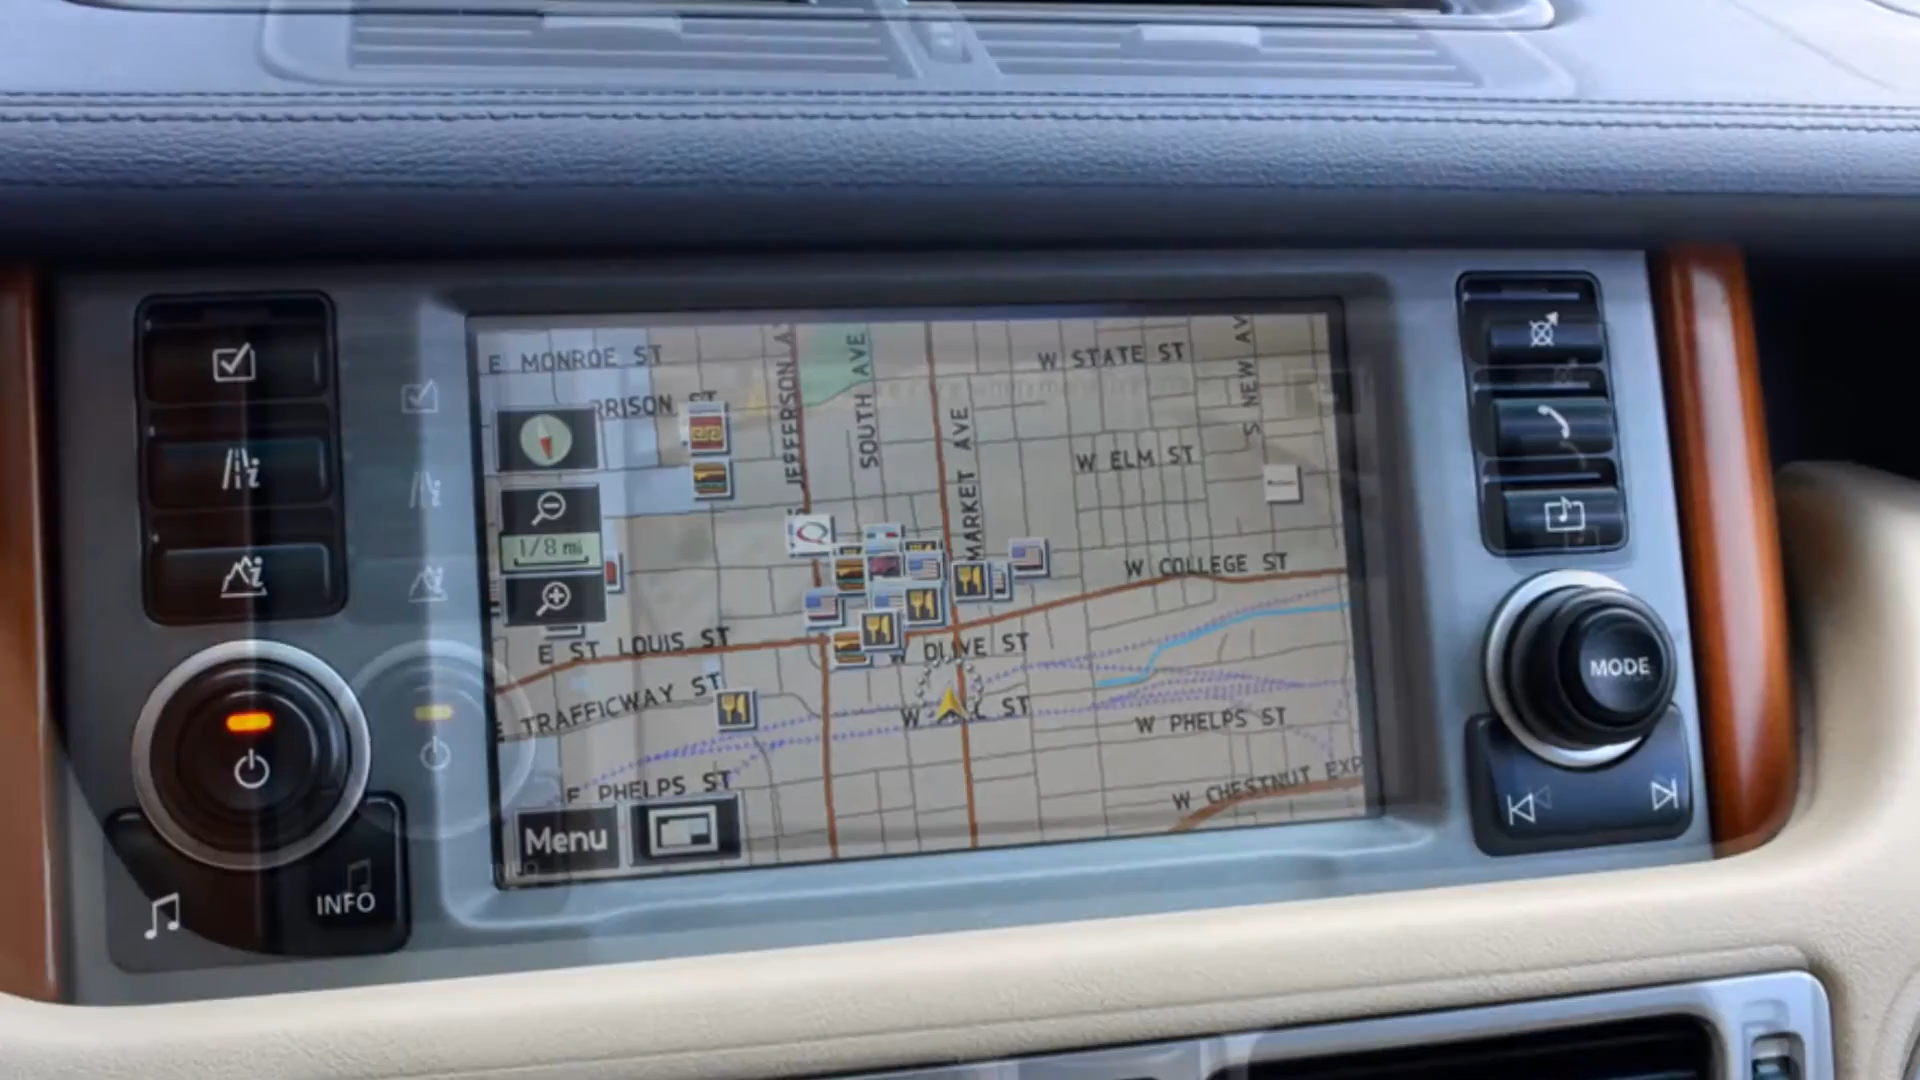 E MONROE ST
W STATE ST
RRISON ST
JEFFERSON
SOUTH AVE
MARKET AVE
S NEW AV
W ELM ST
1/8 mi
W COLLEGE ST
E ST LOUIS ST
W OLIVE ST
E TRAFFICWAY ST
W
ST
W PHELPS ST
E PHELPS ST
W CHESTNUT EXP
Menu
MODE
INFO